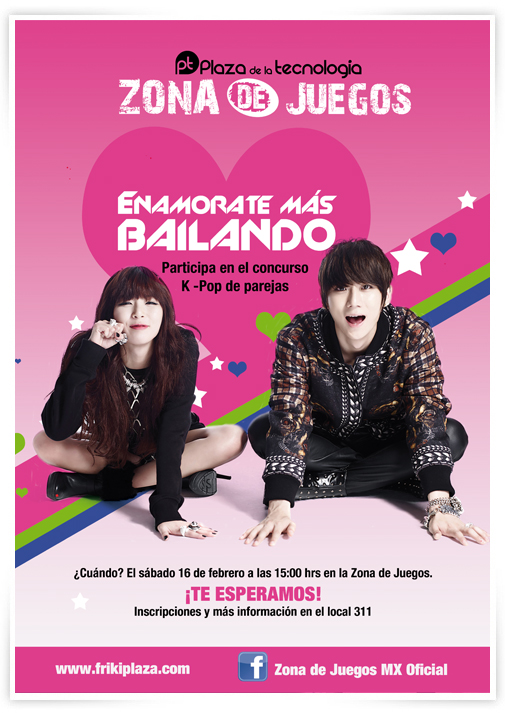 pt Plaza de la tecnología
ZONA DE JUEGOS
ENAMORATE MÁS
BAILANDO
Participa en el concurso
K -Pop de parejas
¿Cuándo? El sábado 16 de febrero a las 15:00 hrs en la Zona de Juegos.
¡TE ESPERAMOS!
Inscripciones y más información en el local 311
www.frikiplaza.com
f Zona de Juegos MX Oficial